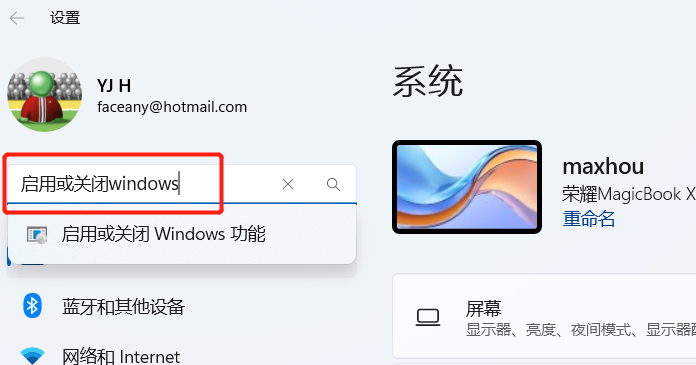 设置
YJ H
faceany@hotmail.com
启用或关闭windows
启用或关闭 Windows 功能
蓝牙和其他设备
网络和 Internet
系统
maxhou
荣耀MagicBook X
重命名
屏幕
显示器、亮度、夜间模式、显示器